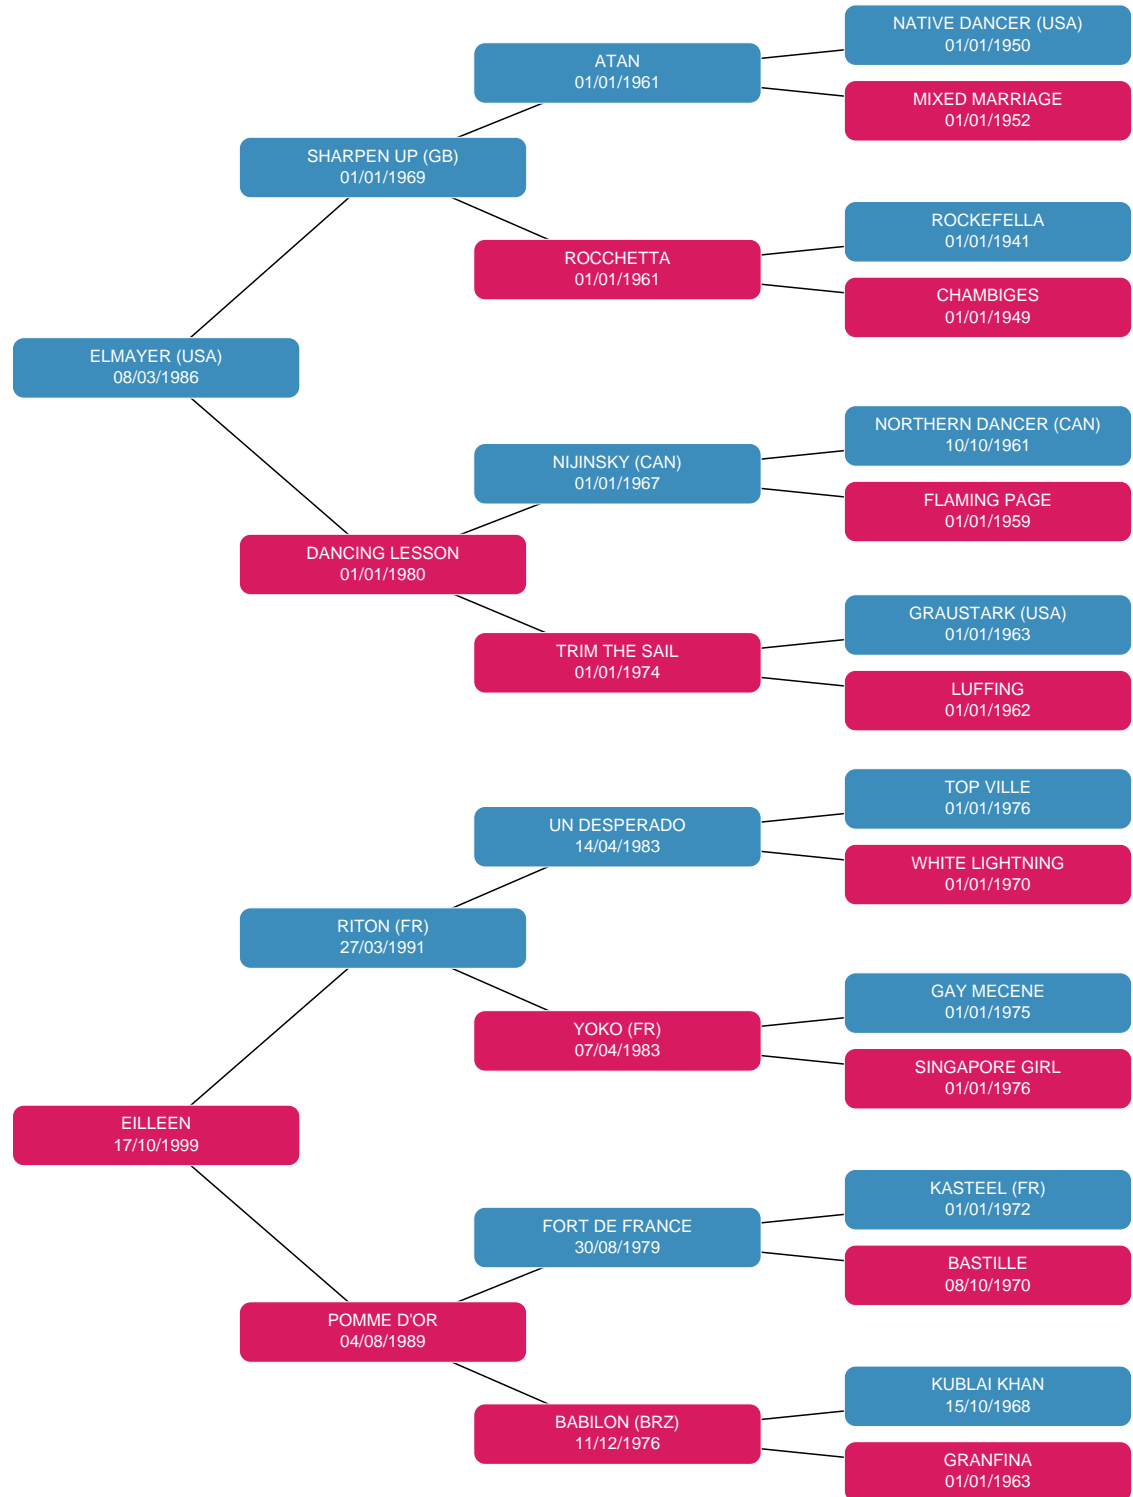 NATIVE DANCER (USA)
01/01/1950
ATAN
01/01/1961
MIXED MARRIAGE
01/01/1952
SHARPEN UP (GB)
01/01/1969
ROCKEFELLA
01/01/1941
ROCCHETTA
01/01/1961
CHAMBIGES
01/01/1949
ELMAYER (USA)
08/03/1986
NORTHERN DANCER (CAN)
10/10/1961
NIJINSKY (CAN)
01/01/1967
FLAMING PAGE
01/01/1959
DANCING LESSON
01/01/1980
GRAUSTARK (USA)
01/01/1963
TRIM THE SAIL
01/01/1974
LUFFING
01/01/1962
TOP VILLE
01/01/1976
UN DESPERADO
14/04/1983
WHITE LIGHTNING
01/01/1970
RITON (FR)
27/03/1991
GAY MECENE
01/01/1975
YOKO (FR)
07/04/1983
SINGAPORE GIRL
01/01/1976
EILLEEN
17/10/1999
KASTEEL (FR)
01/01/1972
FORT DE FRANCE
30/08/1979
BASTILLE
08/10/1970
POMME D'OR
04/08/1989
KUBLAI KHAN
15/10/1968
BABILON (BRZ)
11/12/1976
GRANFINA
01/01/1963